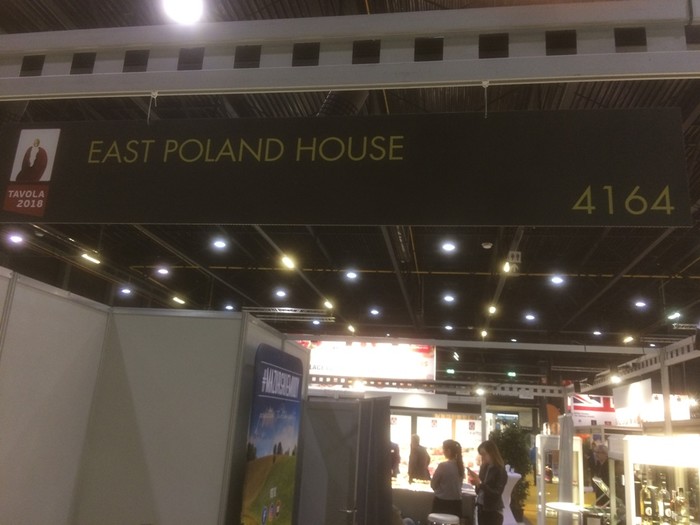 EAST POLAND HOUSE
TAVOLA
2018
4164